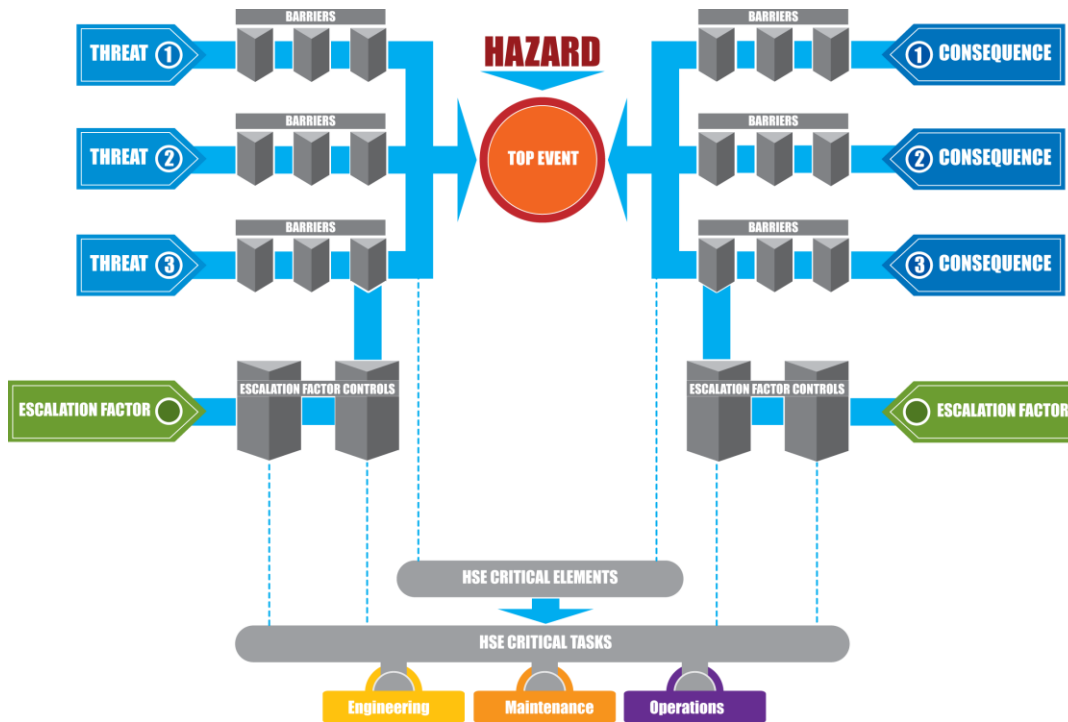 BARRIERS
BARRIERS
THREAT 1
HAZARD
1 CONSEQUENCE
BARRIERS
BARRIERS
THREAT 2
TOP EVENT
2 CONSEQUENCE
BARRIERS
BARRIERS
THREAT 3
3 CONSEQUENCE
ESCALATION FACTOR CONTROLS
ESCALATION FACTOR CONTROLS
ESCALATION FACTOR
ESCALATION FACTOR
HSE CRITICAL ELEMENTS
HSE CRITICAL TASKS
Engineering
Maintenance
Operations